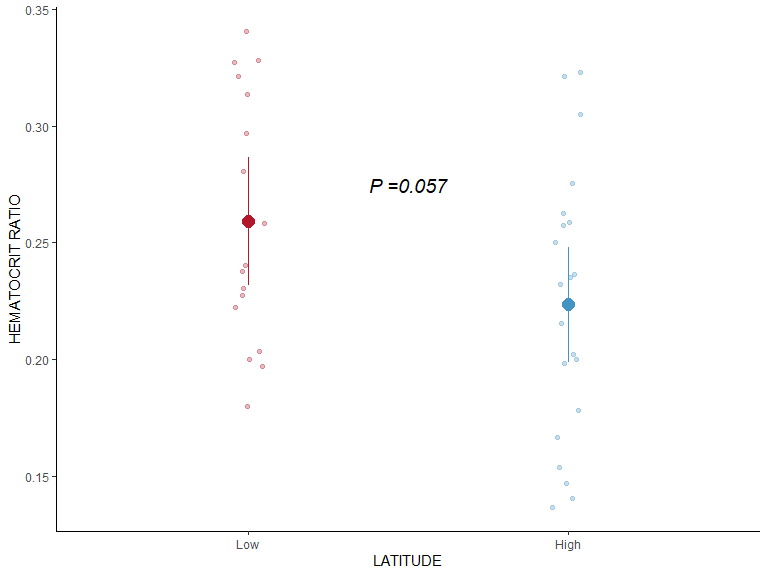 0.35
0.30
0.25
0.20
0.15
HEMATOCRIT RATIO
P =0.057
Low
High
LATITUDE